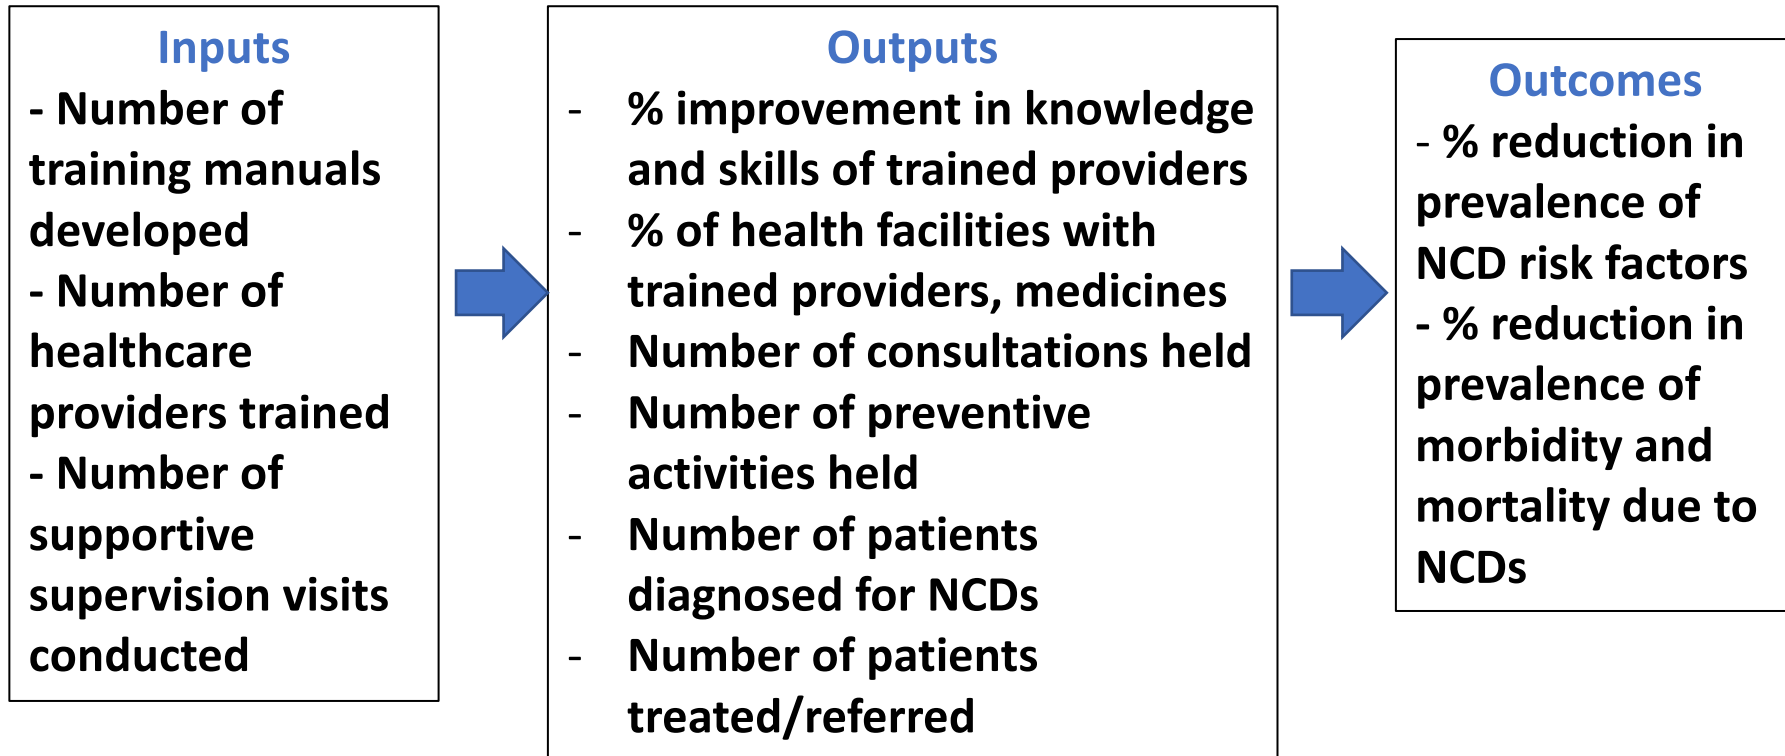 Inputs
- Number of
training manuals
developed
- Number of
healthcare
providers trained
- Number of
supportive
supervision visits
conducted
Outputs
- % improvement in knowledge
and skills of trained providers
- % of health facilities with
trained providers, medicines
- Number of consultations held
- Number of preventive
activities held
- Number of patients
diagnosed for NCDs
- Number of patients
treated/referred
Outcomes
- % reduction in
prevalence of
NCD risk factors
- % reduction in
prevalence of
morbidity and
mortality due to
NCDs